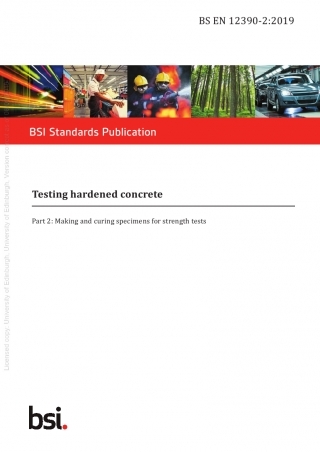 BS EN 12390-2:2019
BSI Standards Publication
Testing hardened concrete
Part 2: Making and curing specimens for strength tests
Licensed copy: University of Edinburgh, University of Edinburgh, Version
bsi.